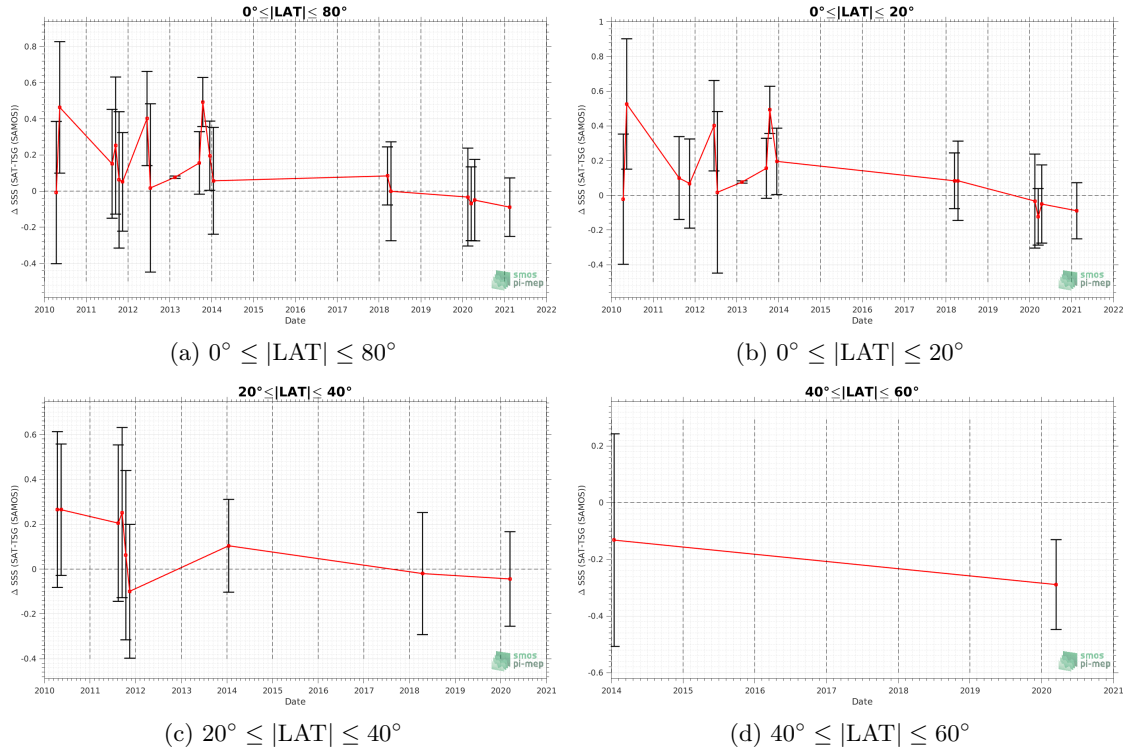 0°≤|LAT|≤ 80°
Δ SSS (SAT-TSG (SAMOS))
0.8
0.6
0.4
0.2
0
-0.2
-0.4
2010 2011 2012 2013 2014 2015 2016 2017 2018 2019 2020 2021 2022
Date
smos
pi-mep
(a) 0° ≤ |LAT| ≤ 80°
0°≤|LAT|≤ 20°
Δ SSS (SAT-TSG (SAMOS))
1
0.8
0.6
0.4
0.2
0
-0.2
-0.4
2010 2011 2012 2013 2014 2015 2016 2017 2018 2019 2020 2021 2022
Date
smos
pi-mep
(b) 0° ≤ |LAT| ≤ 20°
20°≤|LAT|≤ 40°
Δ SSS (SAT-TSG (SAMOS))
0.6
0.4
0.2
0
-0.2
-0.4
2010 2011 2012 2013 2014 2015 2016 2017 2018 2019 2020 2021
Date
smos
pi-mep
(c) 20° ≤ |LAT| ≤ 40°
40°≤|LAT|≤ 60°
Δ SSS (SAT-TSG (SAMOS))
0.2
0
-0.2
-0.4
-0.6
2014 2015 2016 2017 2018 2019 2020 2021
Date
smos
pi-mep
(d) 40° ≤ |LAT| ≤ 60°